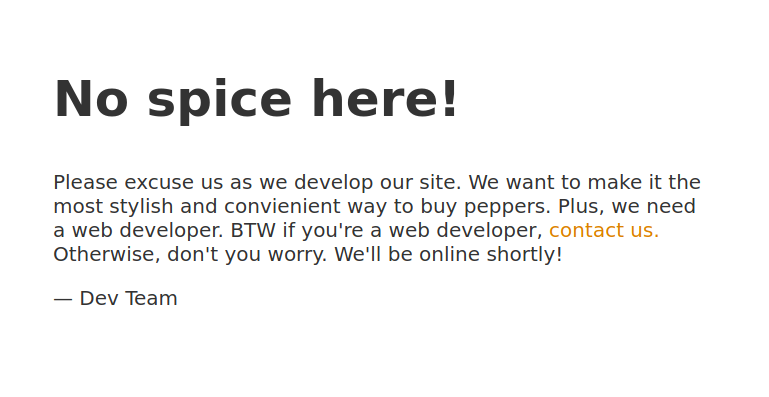 No spice here!
Please excuse us as we develop our site. We want to make it the
most stylish and convienient way to buy peppers. Plus, we need
a web developer. BTW if you're a web developer, contact us.
Otherwise, don't you worry. We'll be online shortly!
— Dev Team